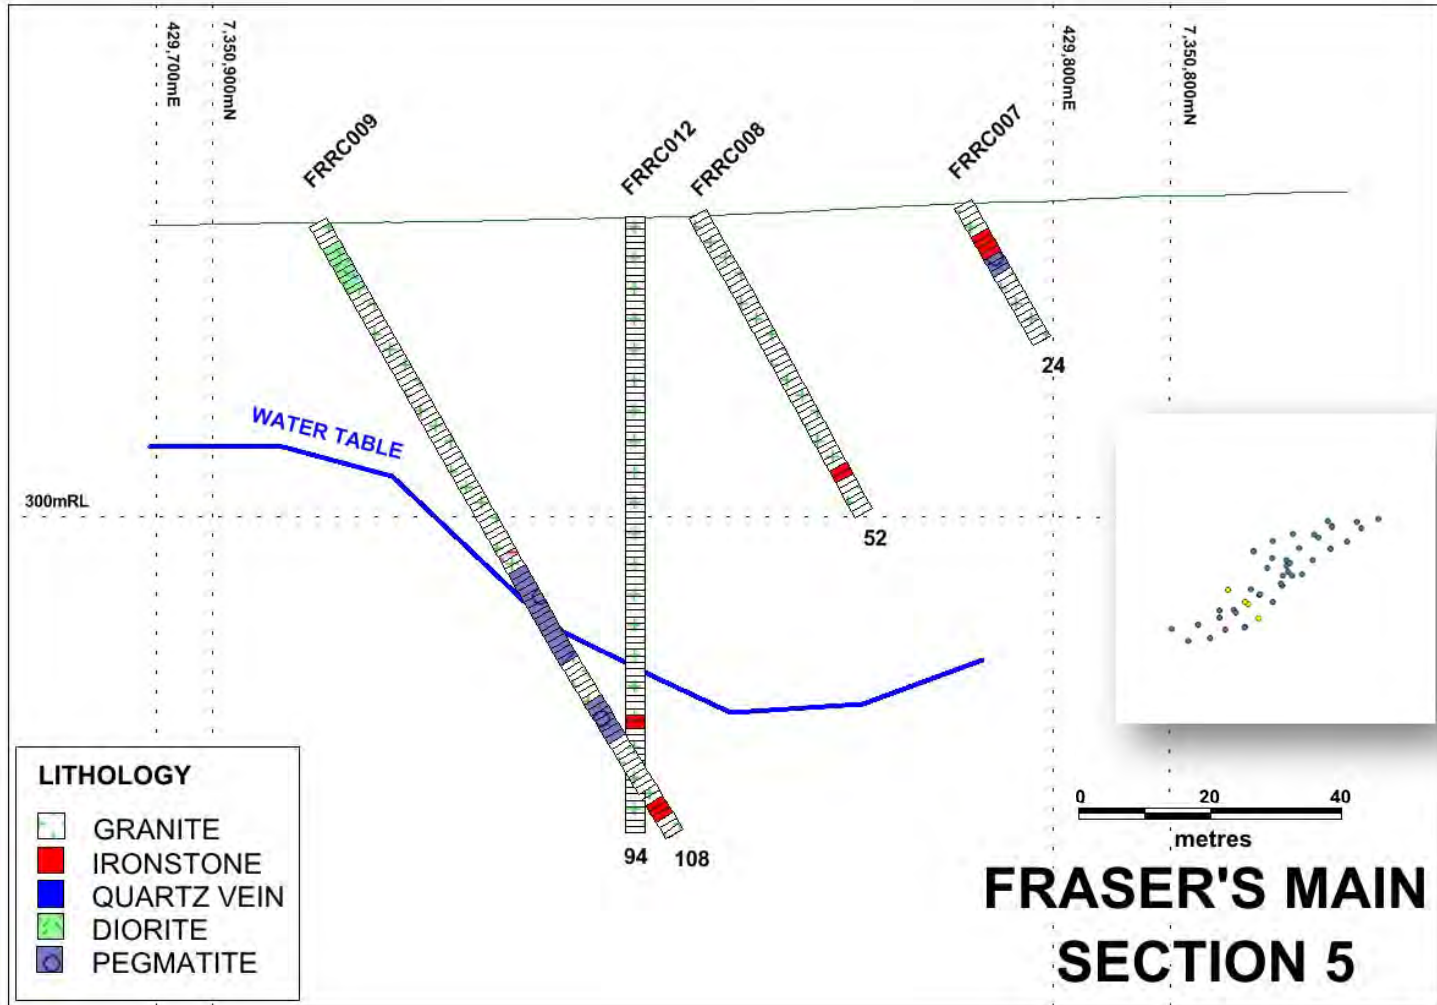 429,700mE
7,350,900mN
429,800mE
7,350,800mN
FRRC009
FRRC012
FRRC008
FRRC007
24
WATER TABLE
300mRL
52
LITHOLOGY
GRANITE
IRONSTONE
QUARTZ VEIN
DIORITE
PEGMATITE
94
108
0 20 40
metres
FRASER'S MAIN
SECTION 5